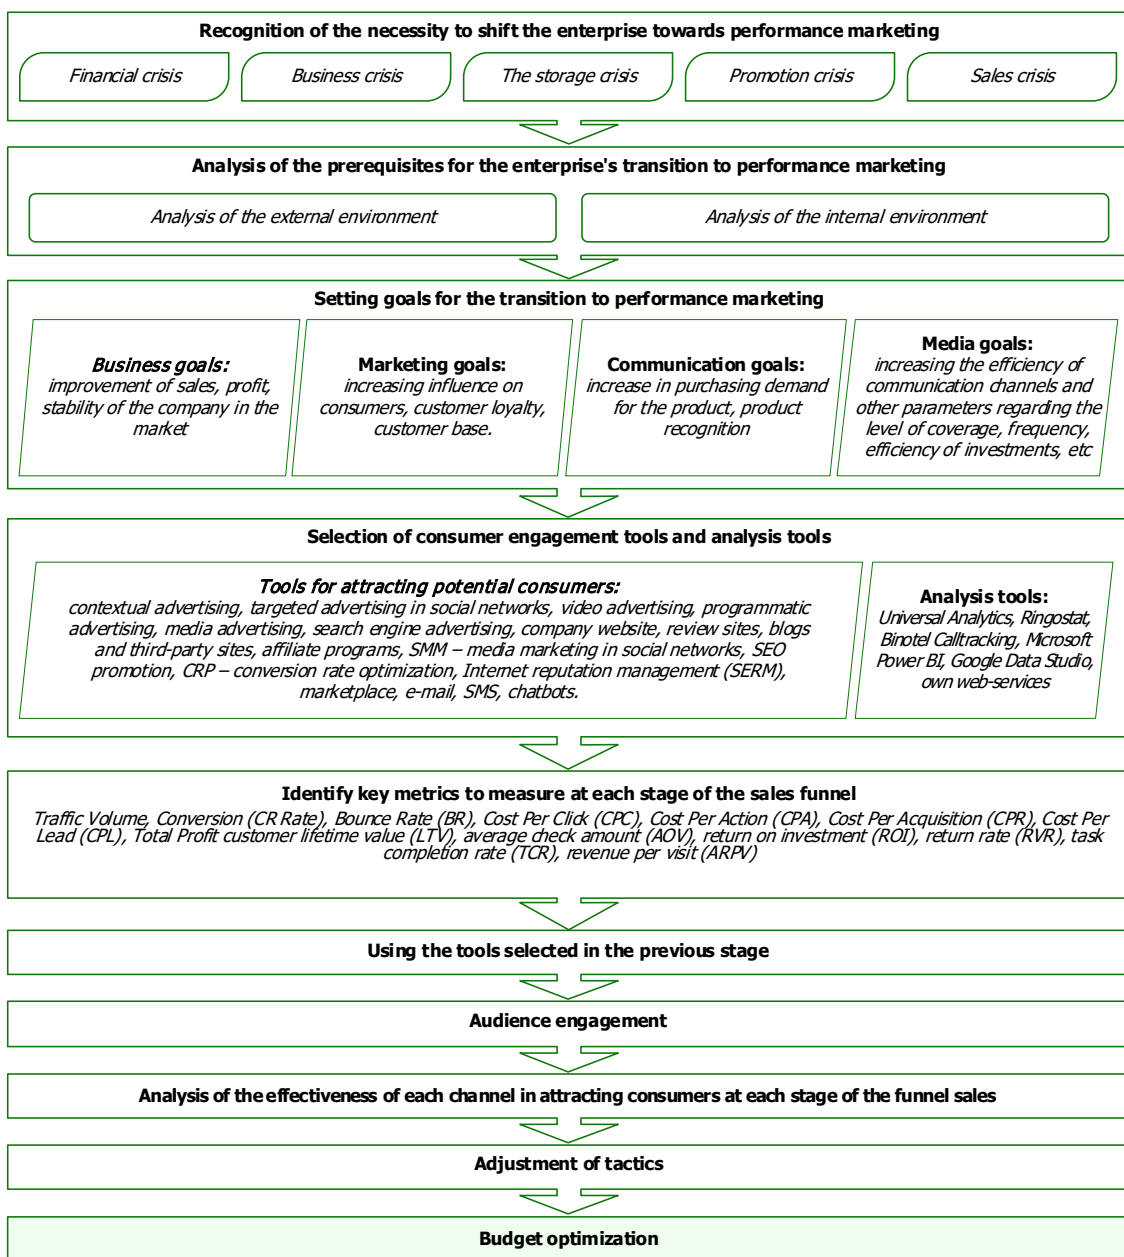 Recognition of the necessity to shift the enterprise towards performance marketing
Financial crisis
Business crisis
The storage crisis
Promotion crisis
Sales crisis
Analysis of the prerequisites for the enterprise's transition to performance marketing
Analysis of the external environment
Analysis of the internal environment
Setting goals for the transition to performance marketing
Business goals:
improvement of sales, profit,
stability of the company in the
market
Marketing goals:
increasing influence on
consumers, customer loyalty,
customer base.
Communication goals:
increase in purchasing demand
for the product, product
recognition
Media goals:
increasing the efficiency of
communication channels and
other parameters regarding the
level of coverage, frequency,
efficiency of investments, etc
Selection of consumer engagement tools and analysis tools
Tools for attracting potential consumers:
contextual advertising, targeted advertising in social networks, video advertising, programmatic
advertising, media advertising, search engine advertising, company website, review sites, blogs
and third-party sites, affiliate programs, SMM – media marketing in social networks, SEO
promotion, CRP – conversion rate optimization, Internet reputation management (SERM),
marketplace, e-mail, SMS, chatbots.
Analysis tools:
Universal Analytics, Ringostat,
Binotel Calltracking, Microsoft
Power BI, Google Data Studio,
own web-services
Identify key metrics to measure at each stage of the sales funnel
Traffic Volume, Conversion (CR Rate), Bounce Rate (BR), Cost Per Click (CPC), Cost Per Action (CPA), Cost Per Acquisition (CPR), Cost Per
Lead (CPL), Total Profit customer lifetime value (LTV), average check amount (AOV), return on investment (ROI), return rate (RVR), task
completion rate (TCR), revenue per visit (ARPV)
Using the tools selected in the previous stage
Audience engagement
Analysis of the effectiveness of each channel in attracting consumers at each stage of the funnel sales
Adjustment of tactics
Budget optimization